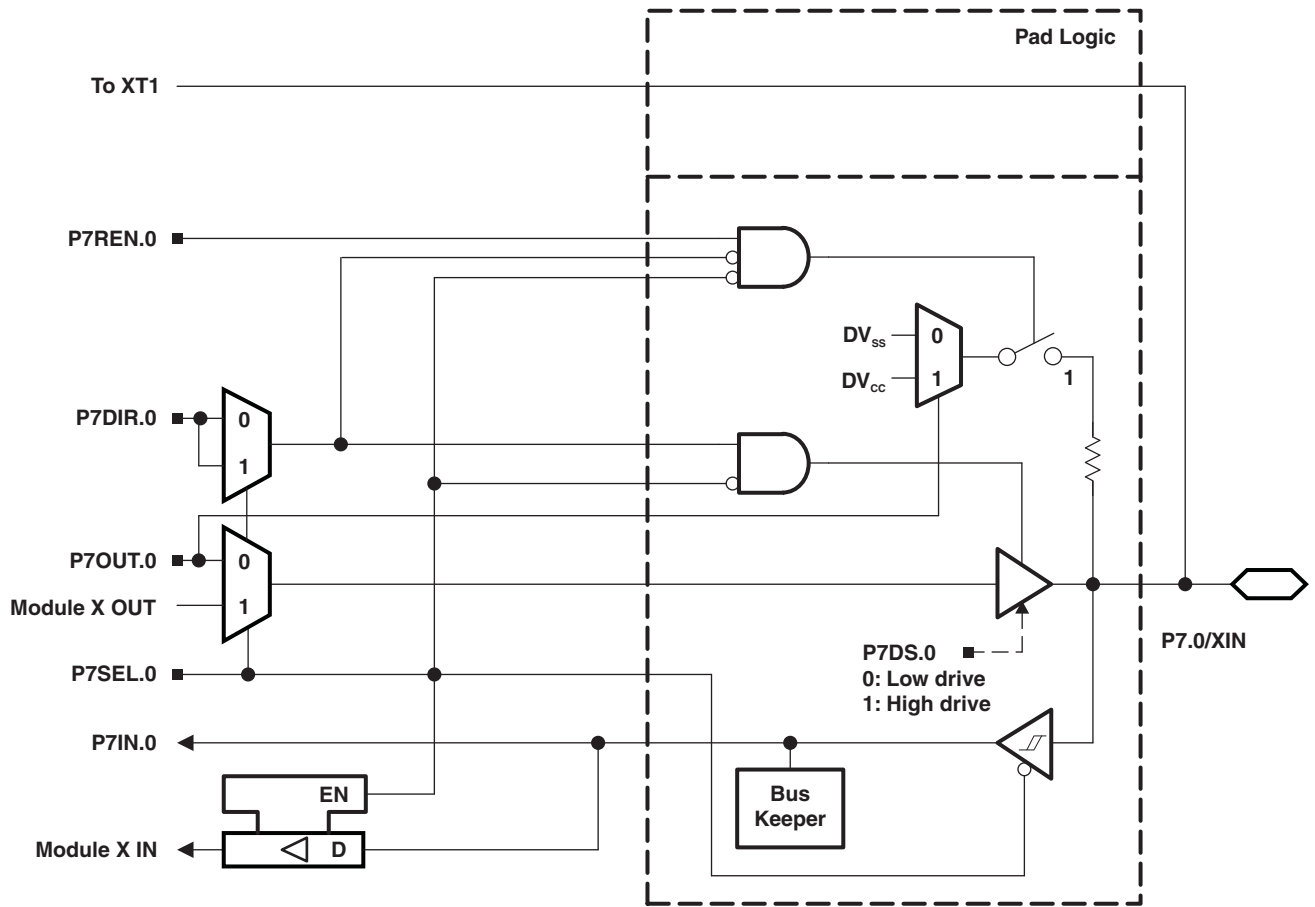 Pad Logic
To XT1
P7REN.0
DVSS
0
DVCC
1
1
P7DIR.0
0
1
P7OUT.0
0
Module X OUT
1
P7.0/XIN
P7DS.0
0: Low drive
1: High drive
P7SEL.0
P7IN.0
EN
Bus
Keeper
Module X IN
D